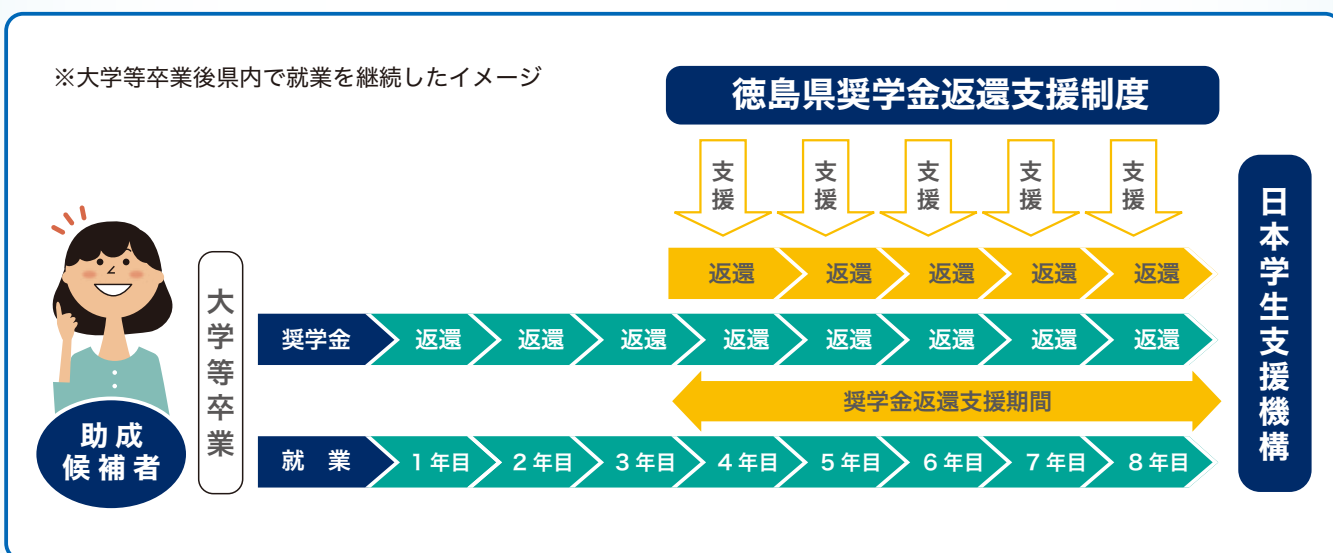 ※大学等卒業後県内で就業を継続したイメージ
徳島県奨学金返還支援制度
支援
支援
支援
支援
支援
返還
返還
返還
返還
返還
奨学金
返還
返還
返還
返還
返還
返還
返還
返還
奨学金返還支援期間
就 業
1年目
2年目
3年目
4年目
5年目
6年目
7年目
8年目
大学等卒業
助成
候補者
日本学生支援機構